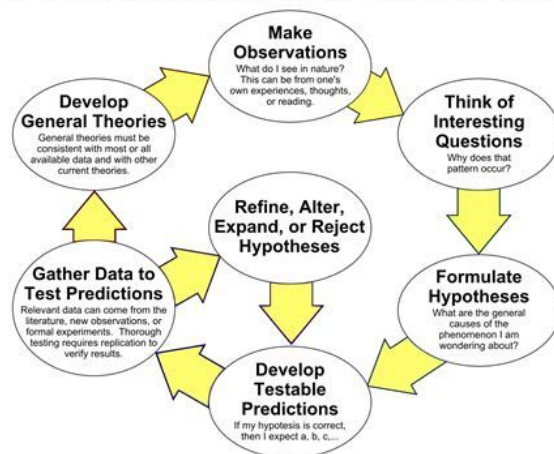 Make
Observations
What do I see in nature?
This can be from one's
own experiences, thoughts,
or reading.
Think of
Interesting
Questions
Why does that
pattern occur?
Formulate
Hypotheses
What are the general
causes of the
phenomenon I am
wondering about?
Develop
Testable
Predictions
If my hypotesis is correct,
then I expect a, b, c,...
Gather Data to
Test Predictions
Relevant data can come from the
literature, new observations, or
formal experiments. Thorough
testing requires replication to
verify results.
Refine, Alter,
Expand, or Reject
Hypotheses
Develop
General Theories
General theories must be
consistent with most or all
available data and with other
current theories.